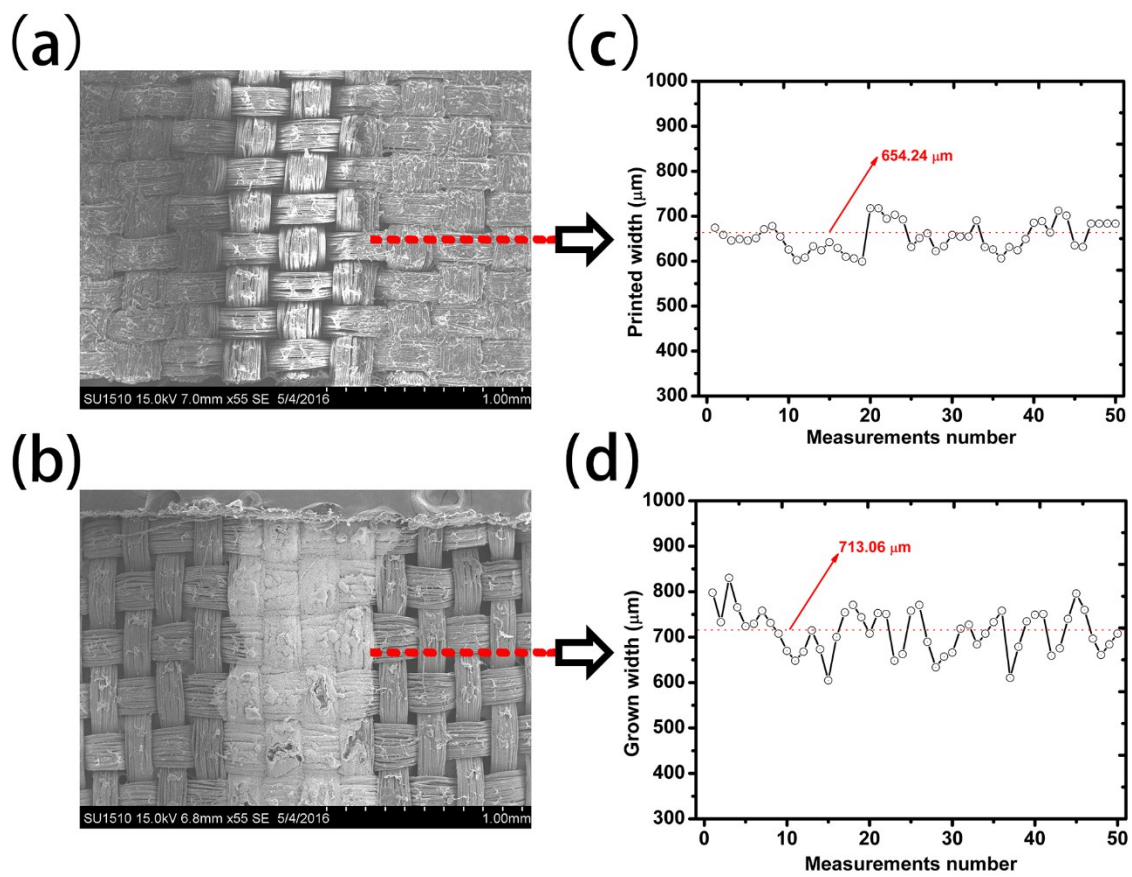 (a)
SU1510 15.0kV 7.0mm x55 SE 5/4/2016 1.00mm
(c)
1000
900
800
700
600
500
400
300
Printed width (μm)
654.24 μm
0 10 20 30 40 50
Measurements number
(b)
SU1510 15.0kV 6.8mm x55 SE 5/4/2016 1.00mm
(d)
1000
900
800
700
600
500
400
300
Grown width (μm)
713.06 μm
0 10 20 30 40 50
Measurements number